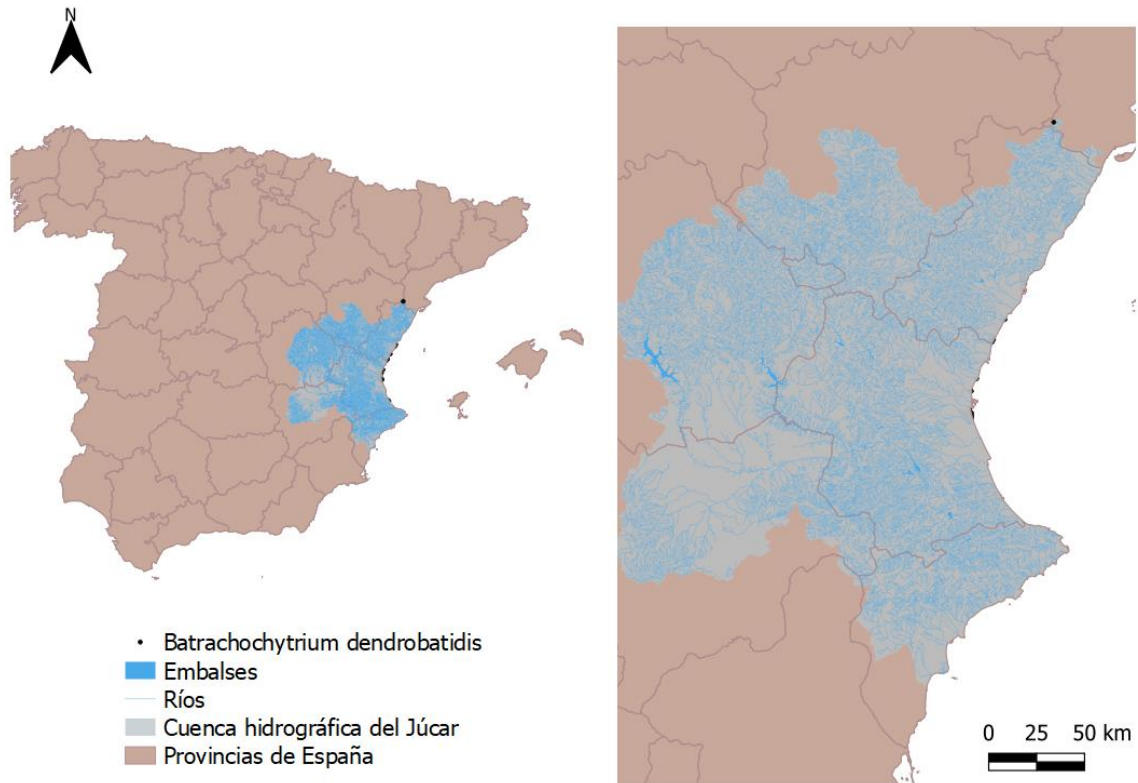 N
Batrachochytrium dendrobatidis
Embalses
Ríos
Cuenca hidrográfica del Júcar
Provincias de España
0 25 50 km